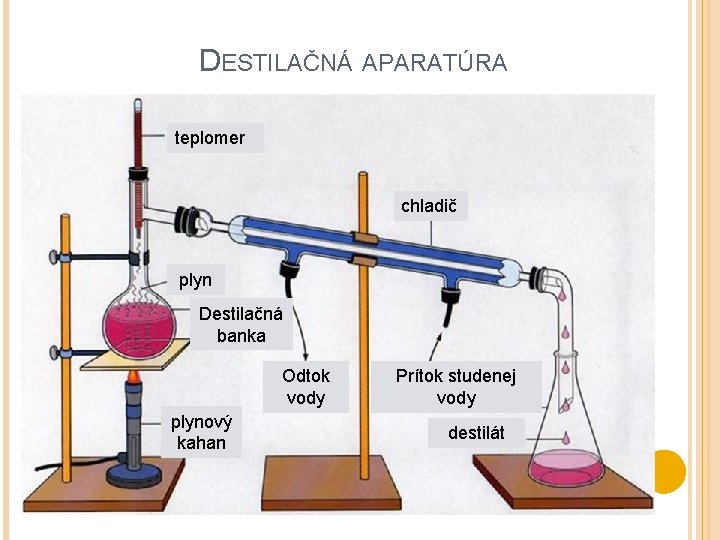 DESTILAČNÁ APARATÚRA
teplomer
chladič
plyn
Destilačná
banka
Odtok
vody
Prítok studenej
vody
plynový
kahan
destilát